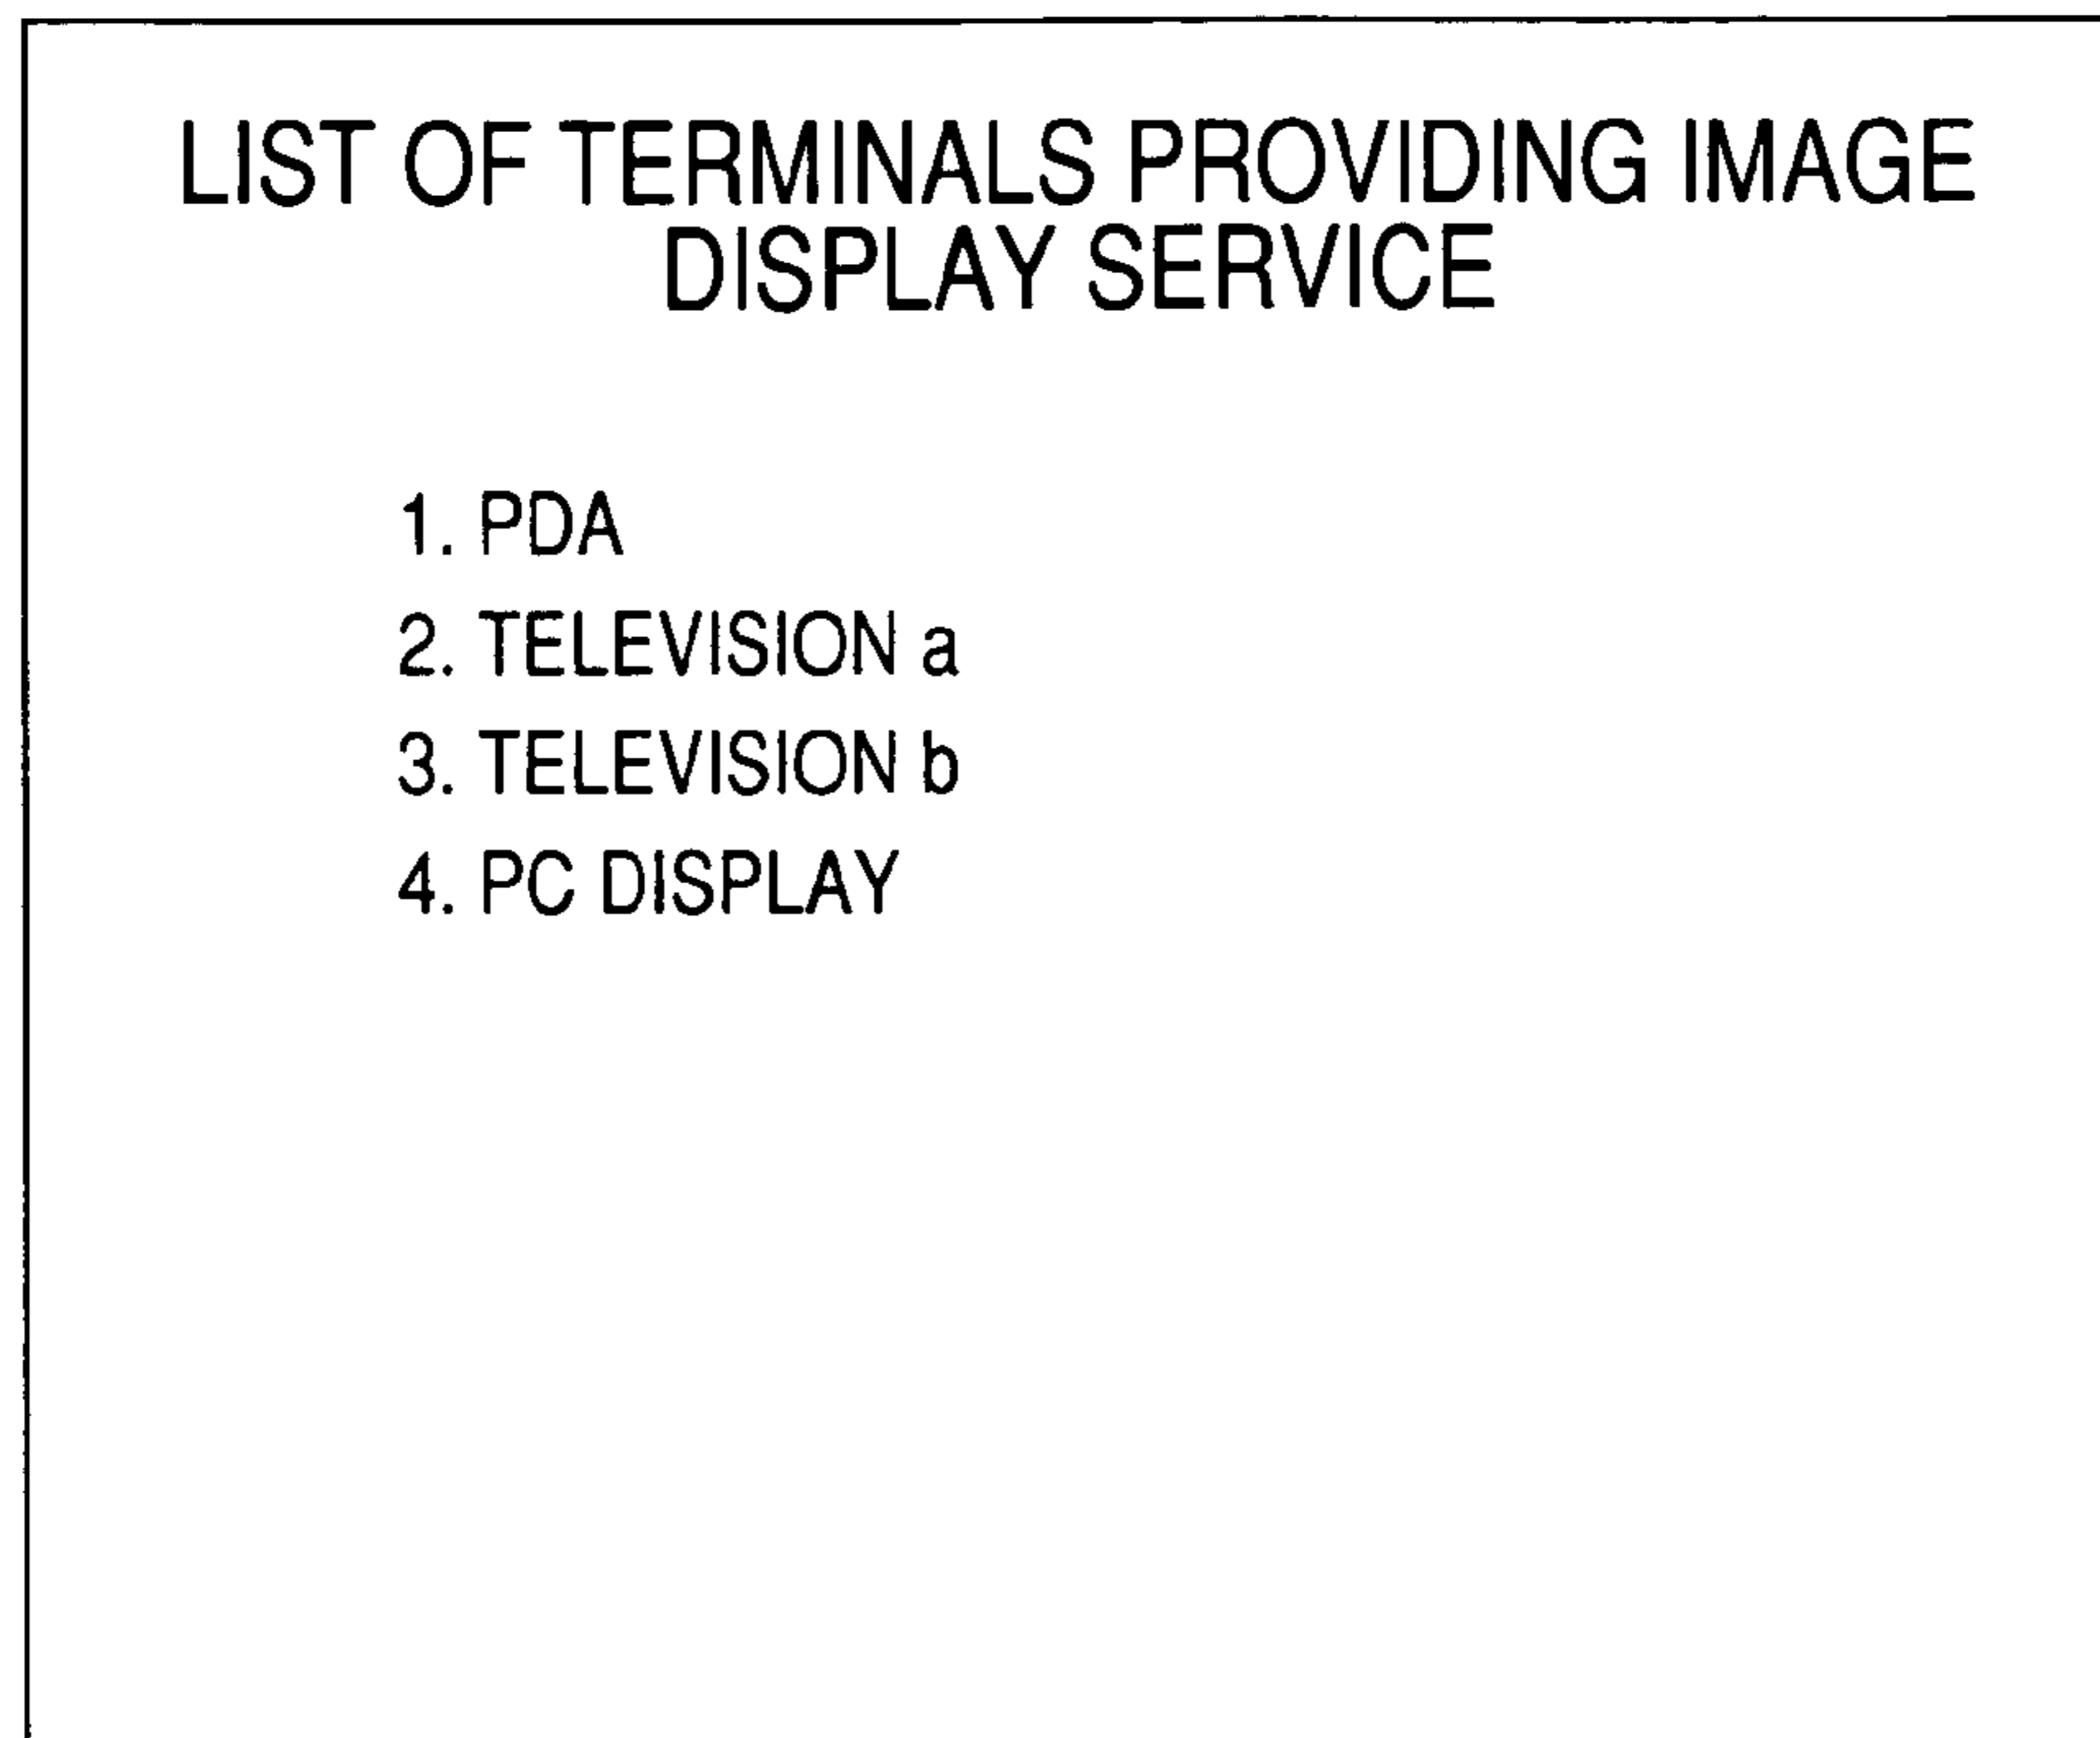 LIST OF TERMINALS PROVIDING IMAGE
DISPLAY SERVICE
1. PDA
2. TELEVISION a
3. TELEVISION b
4. PC DISPLAY